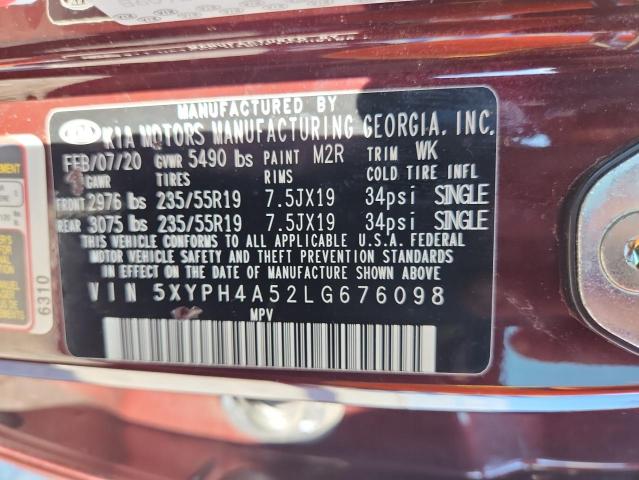 MANUFACTURED BY
KIA KIA MOTORS MANUFACTURING GEORGIA, INC.
FEB/07/20 GVWR 5490 lbs PAINT M2R TRIM WK
GAWR TIRES RIMS COLD TIRE INFL
FRONT 2976 lbs 235/55R19 7.5JX19 34psi SINGLE
REAR 3075 lbs 235/55R19 7.5JX19 34psi SINGLE
THIS VEHICLE CONFORMS TO ALL APPLICABLE U.S.A. FEDERAL
MOTOR VEHICLE SAFETY AND THEFT PREVENTION STANDARDS
IN EFFECT ON THE DATE OF MANUFACTURE SHOWN ABOVE
VIN 5XYPH4A52LG676098
MPV
6310